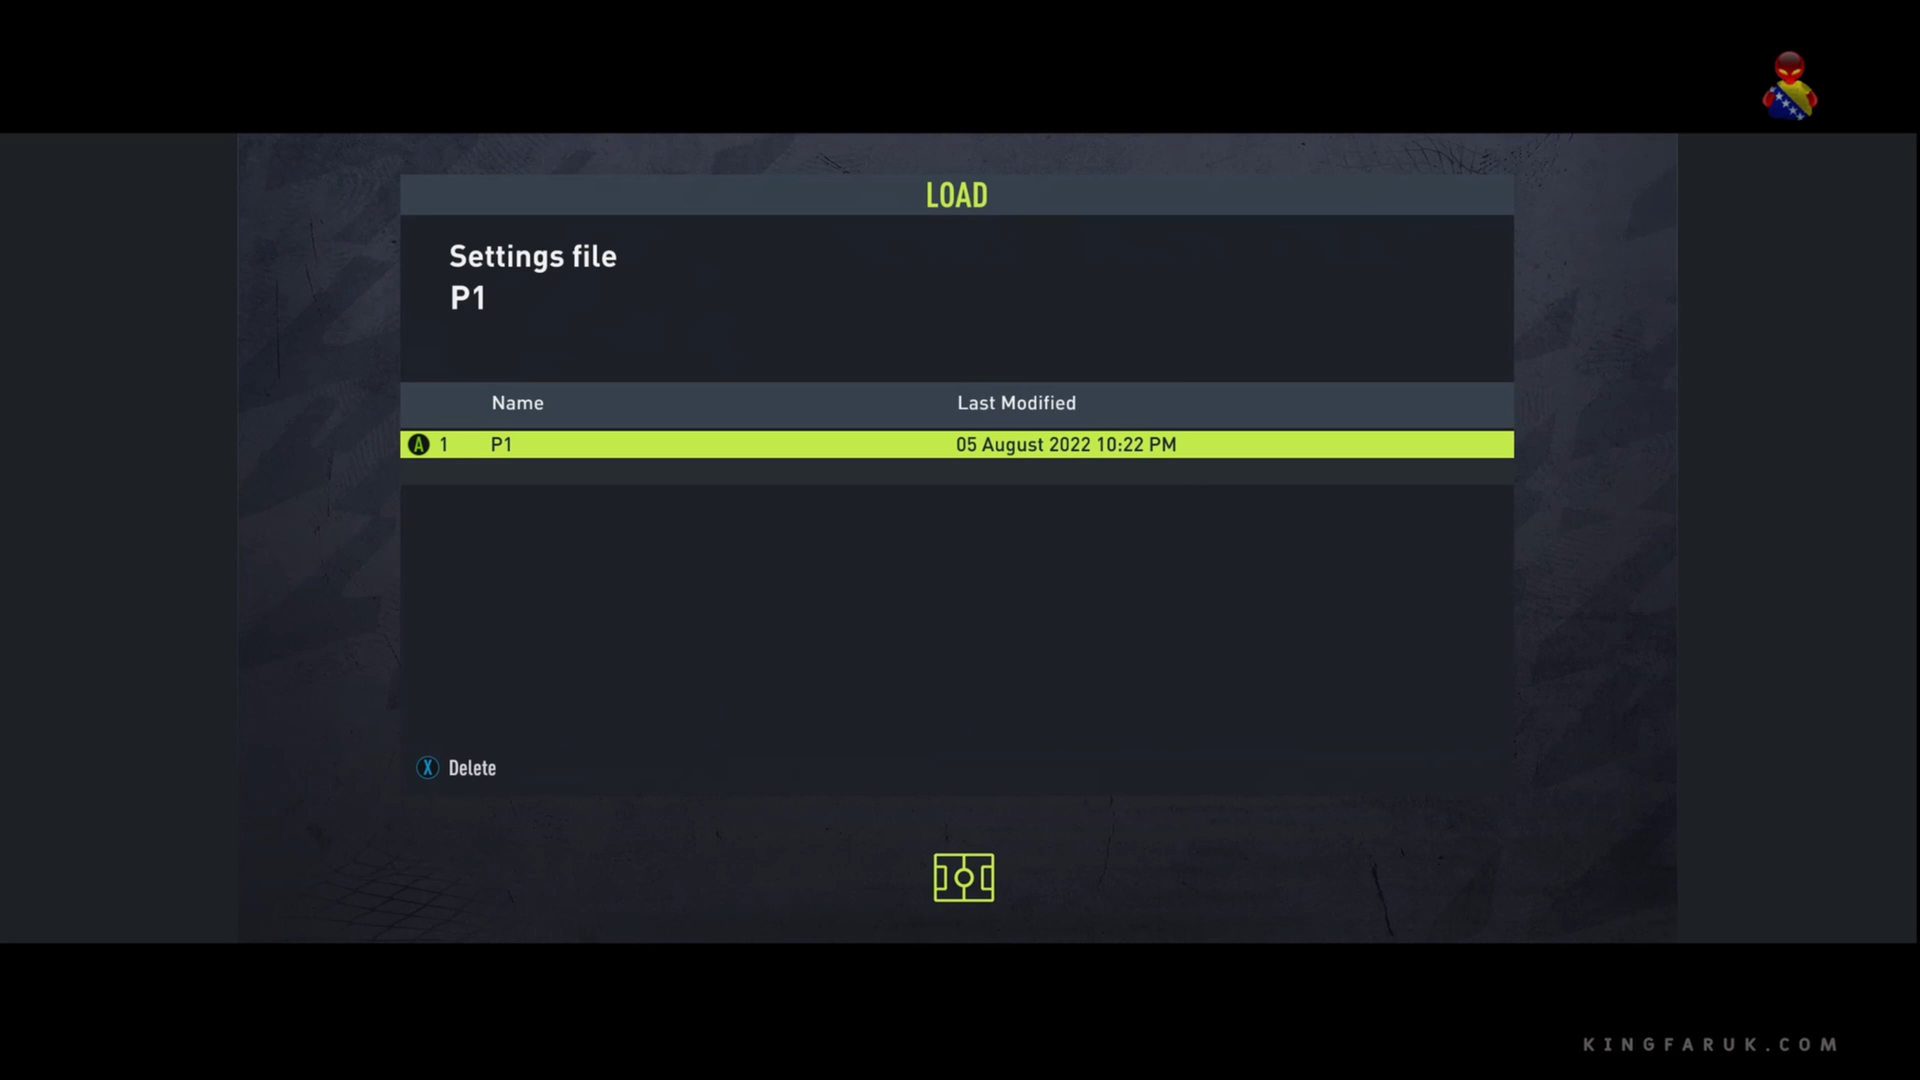 LOAD
Settings file
P1
Name Last Modified
A 1 P1 05 August 2022 10:22 PM
X Delete
KINGFARUK.COM